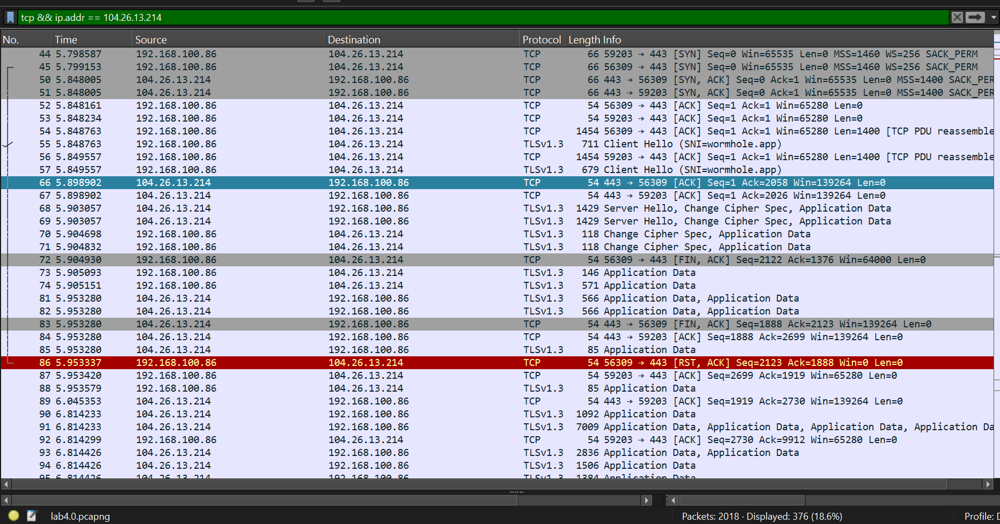 tcp && ip.addr == 104.26.13.214
No. Time Source Destination Protocol Length Info
44 5.798587 192.168.100.86 104.26.13.214 TCP 66 59203 → 443 [SYN] Seq=0 Win=65535 Len=0 MSS=1460 WS=256 SACK_PERM
45 5.799153 192.168.100.86 104.26.13.214 TCP 66 56309 → 443 [SYN] Seq=0 Win=65535 Len=0 MSS=1460 WS=256 SACK_PERM
50 5.848005 104.26.13.214 192.168.100.86 TCP 66 443 → 56309 [SYN, ACK] Seq=0 Ack=1 Win=65535 Len=0 MSS=1400 SACK_PER
51 5.848005 104.26.13.214 192.168.100.86 TCP 66 443 → 59203 [SYN, ACK] Seq=0 Ack=1 Win=65535 Len=0 MSS=1400 SACK_PER
52 5.848161 192.168.100.86 104.26.13.214 TCP 54 56309 → 443 [ACK] Seq=1 Ack=1 Win=65280 Len=0
53 5.848234 192.168.100.86 104.26.13.214 TCP 54 59203 → 443 [ACK] Seq=1 Ack=1 Win=65280 Len=0
54 5.848763 192.168.100.86 104.26.13.214 TCP 1454 56309 → 443 [ACK] Seq=1 Ack=1 Win=65280 Len=1400 [TCP PDU reassemble
55 5.848763 192.168.100.86 104.26.13.214 TLSv1.3 711 Client Hello (SNI=wormhole.app)
56 5.849557 192.168.100.86 104.26.13.214 TCP 1454 59203 → 443 [ACK] Seq=1 Ack=1 Win=65280 Len=1400 [TCP PDU reassemble
57 5.849557 192.168.100.86 104.26.13.214 TLSv1.3 679 Client Hello (SNI=wormhole.app)
66 5.898902 104.26.13.214 192.168.100.86 TCP 54 443 → 56309 [ACK] Seq=1 Ack=2058 Win=139264 Len=0
67 5.898902 104.26.13.214 192.168.100.86 TCP 54 443 → 59203 [ACK] Seq=1 Ack=2026 Win=139264 Len=0
68 5.903057 104.26.13.214 192.168.100.86 TLSv1.3 1429 Server Hello, Change Cipher Spec, Application Data
69 5.903057 104.26.13.214 192.168.100.86 TLSv1.3 1429 Server Hello, Change Cipher Spec, Application Data
70 5.904698 192.168.100.86 104.26.13.214 TLSv1.3 118 Change Cipher Spec, Application Data
71 5.904832 192.168.100.86 104.26.13.214 TLSv1.3 118 Change Cipher Spec, Application Data
72 5.904930 192.168.100.86 104.26.13.214 TCP 54 56309 → 443 [FIN, ACK] Seq=2122 Ack=1376 Win=64000 Len=0
73 5.905093 192.168.100.86 104.26.13.214 TLSv1.3 146 Application Data
74 5.905151 192.168.100.86 104.26.13.214 TLSv1.3 571 Application Data
81 5.953280 104.26.13.214 192.168.100.86 TLSv1.3 566 Application Data, Application Data
82 5.953280 104.26.13.214 192.168.100.86 TLSv1.3 566 Application Data, Application Data
83 5.953280 104.26.13.214 192.168.100.86 TCP 54 443 → 56309 [FIN, ACK] Seq=1888 Ack=2123 Win=139264 Len=0
84 5.953280 104.26.13.214 192.168.100.86 TCP 54 443 → 59203 [ACK] Seq=1888 Ack=2699 Win=139264 Len=0
85 5.953280 104.26.13.214 192.168.100.86 TLSv1.3 85 Application Data
86 5.953337 192.168.100.86 104.26.13.214 TCP 54 56309 → 443 [RST, ACK] Seq=2123 Ack=1888 Win=0 Len=0
87 5.953420 192.168.100.86 104.26.13.214 TCP 54 59203 → 443 [ACK] Seq=2699 Ack=1919 Win=65280 Len=0
88 5.953579 192.168.100.86 104.26.13.214 TLSv1.3 85 Application Data
89 6.045353 104.26.13.214 192.168.100.86 TCP 54 443 → 59203 [ACK] Seq=1919 Ack=2730 Win=139264 Len=0
90 6.814233 104.26.13.214 192.168.100.86 TLSv1.3 1092 Application Data
91 6.814233 104.26.13.214 192.168.100.86 TLSv1.3 7009 Application Data, Application Data, Application Data, Application Da
92 6.814299 192.168.100.86 104.26.13.214 TCP 54 59203 → 443 [ACK] Seq=2730 Ack=9912 Win=65280 Len=0
93 6.814426 104.26.13.214 192.168.100.86 TLSv1.3 2836 Application Data, Application Data
94 6.814426 104.26.13.214 192.168.100.86 TLSv1.3 1506 Application Data
95 6.814426 104.26.13.214 192.168.100.86 TLSv1.3 1384 Application Data
lab4.0.pcapng Packets: 2018 · Displayed: 376 (18.6%) Profile: